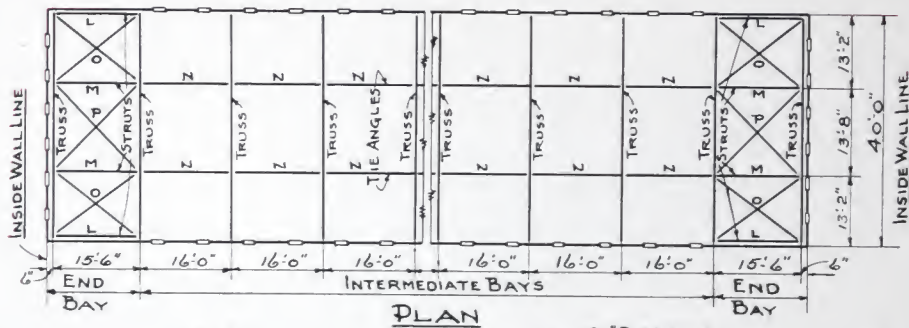 INSIDE WALL LINE
L
O
M
P
M
O
L
STRUTS
TRUSS
TRUSS
TRUSS
TRUSS
TRUSS
Z Z Z
Z Z Z
TIE ANGLES
TRUSS
TRUSS
TRUSS
TRUSS
TRUSS
Z Z Z
Z Z Z
STRUTS
L
O
M
P
M
O
L
13'-2"
13'-8"
13'-2"
40'-0"
INSIDE WALL LINE
6" 15'-6" 16'-0" 16'-0" 16'-0" 16'-0" 16'-0" 16'-0" 15'-6" 6"
END BAY INTERMEDIATE BAYS END BAY
PLAN